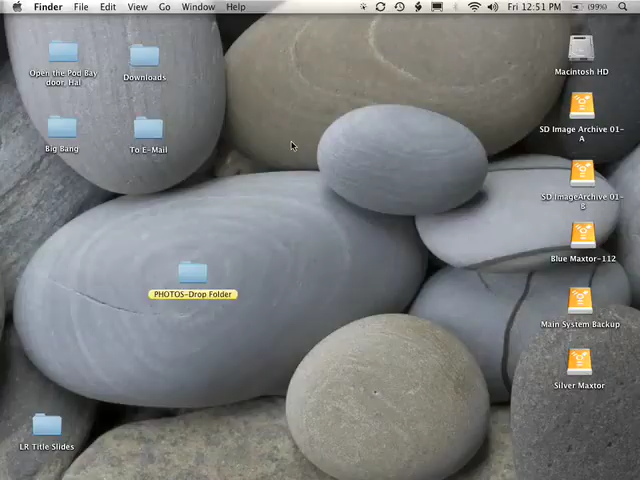 Finder File Edit View Go Window Help Fri 12:51 PM (99%)
Open the Pod Bay
door, Hal
Downloads
Macintosh HD
Big Bang
To E-Mail
SD Image Archive 01-
A
SD ImageArchive 01-
B
Blue Maxtor-112
PHOTOS-Drop Folder
Main System Backup
Silver Maxtor
LR Title Slides